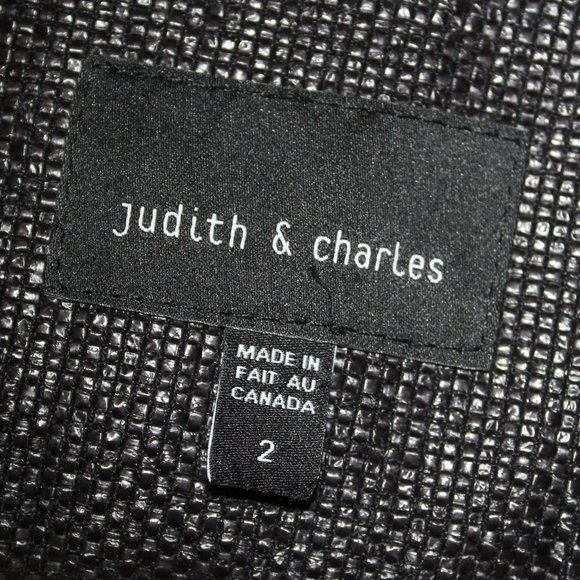 judith & charles
MADE IN
FAIT AU
CANADA
2